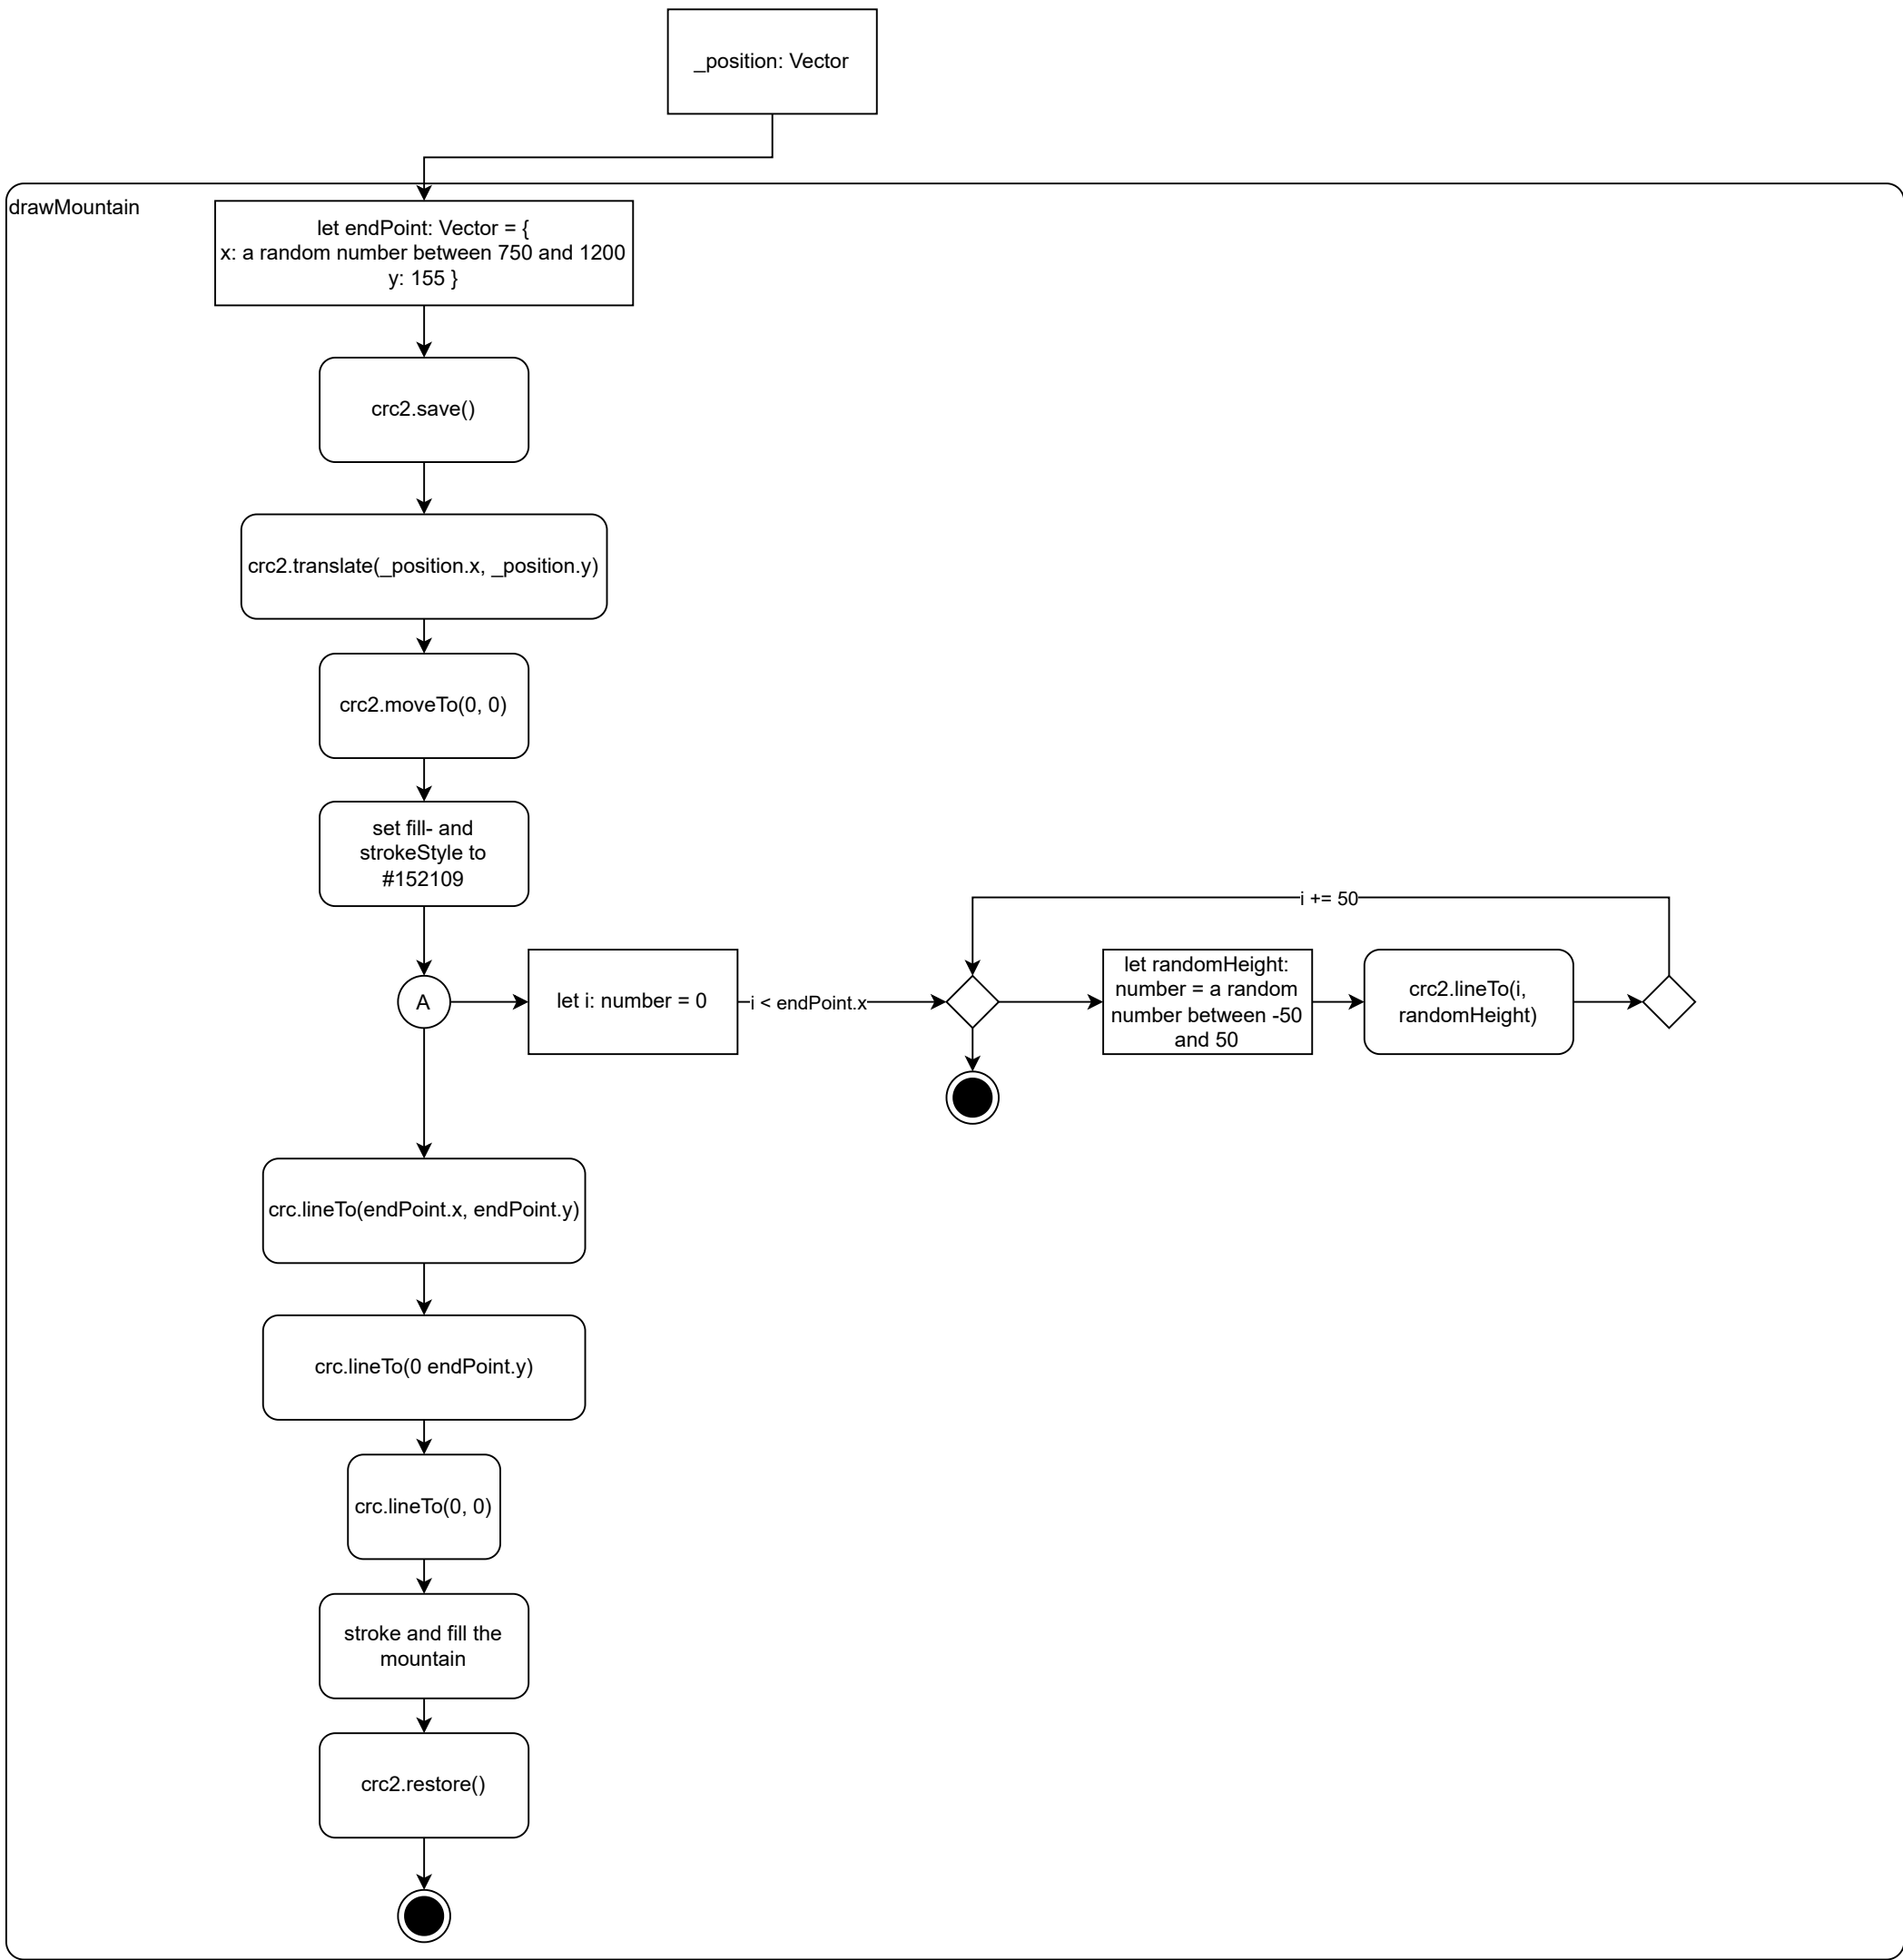 _position: Vector
drawMountain
let endPoint: Vector = {
x: a random number between 750 and 1200
y: 155 }
crc2.save()
crc2.translate(_position.x, _position.y)
crc2.moveTo(0, 0)
set fill- and
strokeStyle to
#152109
i += 50
A
let i: number = 0
i < endPoint.x
let randomHeight:
number = a random
number between -50
and 50
crc2.lineTo(i,
randomHeight)
crc.lineTo(endPoint.x, endPoint.y)
crc.lineTo(0 endPoint.y)
crc.lineTo(0, 0)
stroke and fill the
mountain
crc2.restore()